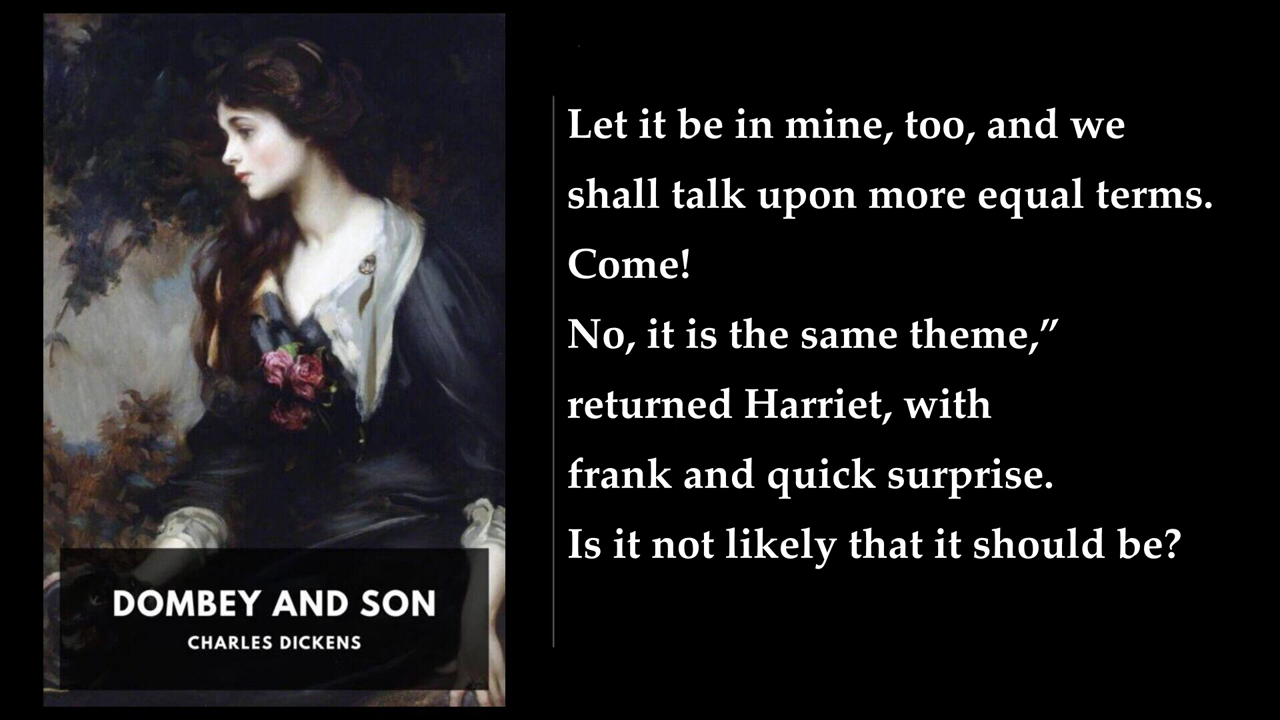 Let it be in mine, too, and we
shall talk upon more equal terms.
Come!
No, it is the same theme,”
returned Harriet, with
frank and quick surprise.
Is it not likely that it should be?
DOMBEY AND SON
CHARLES DICKENS